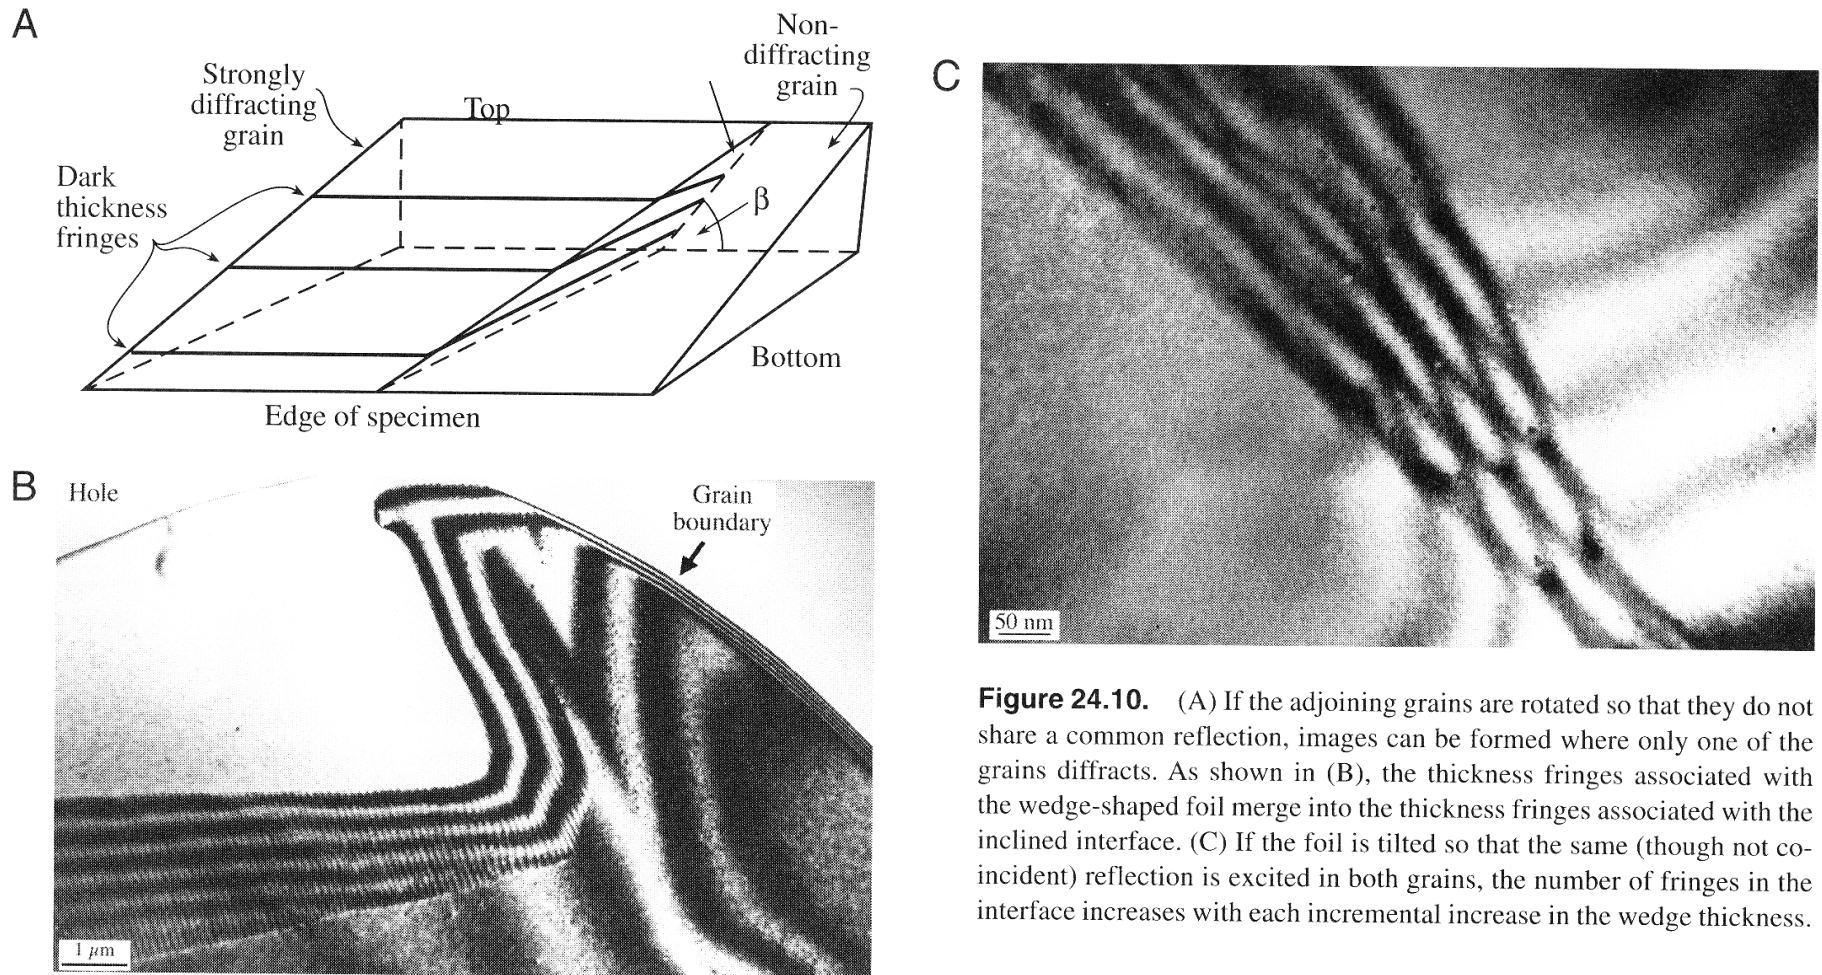 A
Strongly
diffracting
grain
Top
Non-
diffracting
grain
Dark
thickness
fringes
β
Bottom
Edge of specimen
B
Hole
Grain
boundary
1 μm
C
50 nm
Figure 24.10. (A) If the adjoining grains are rotated so that they do not
share a common reflection, images can be formed where only one of the
grains diffracts. As shown in (B), the thickness fringes associated with
the wedge-shaped foil merge into the thickness fringes associated with the
inclined interface. (C) If the foil is tilted so that the same (though not co-
incident) reflection is excited in both grains, the number of fringes in the
interface increases with each incremental increase in the wedge thickness.